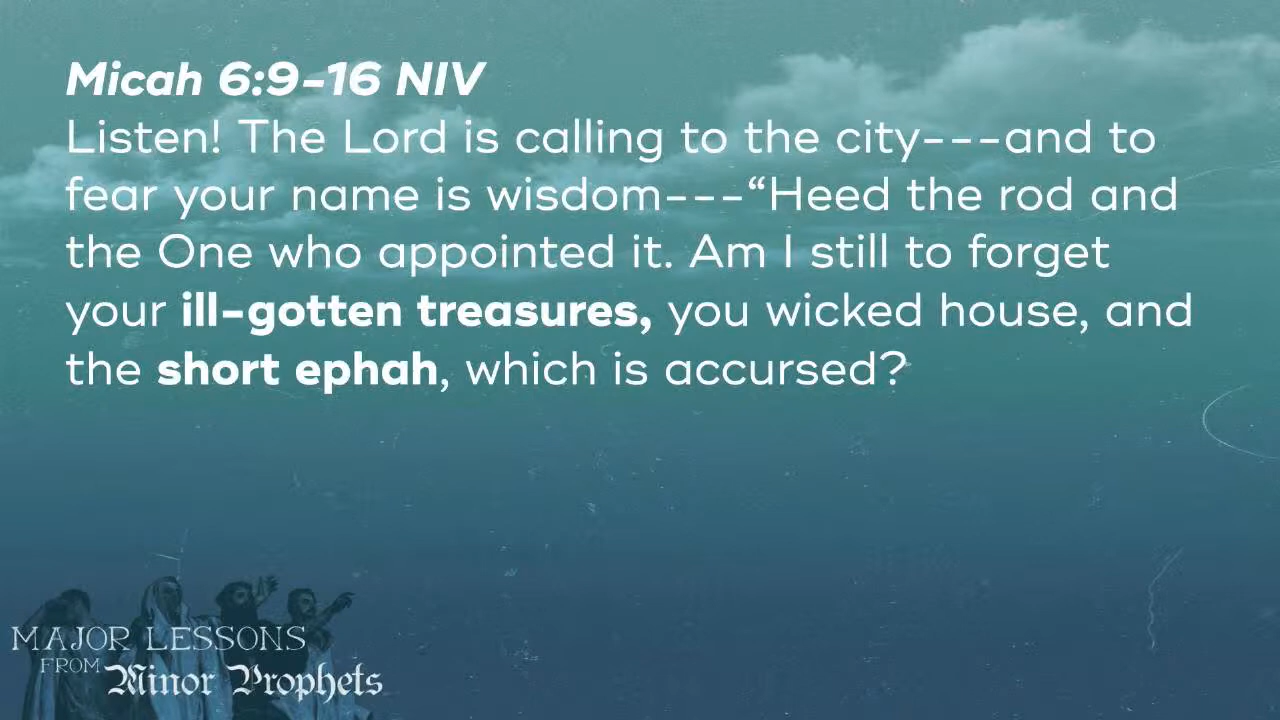 Micah 6:9-16 NIV
Listen! The Lord is calling to the city---and to
fear your name is wisdom---“Heed the rod and
the One who appointed it. Am I still to forget
your ill-gotten treasures, you wicked house, and
the short ephah, which is accursed?
MAJOR LESSONS
FROM Minor Prophets